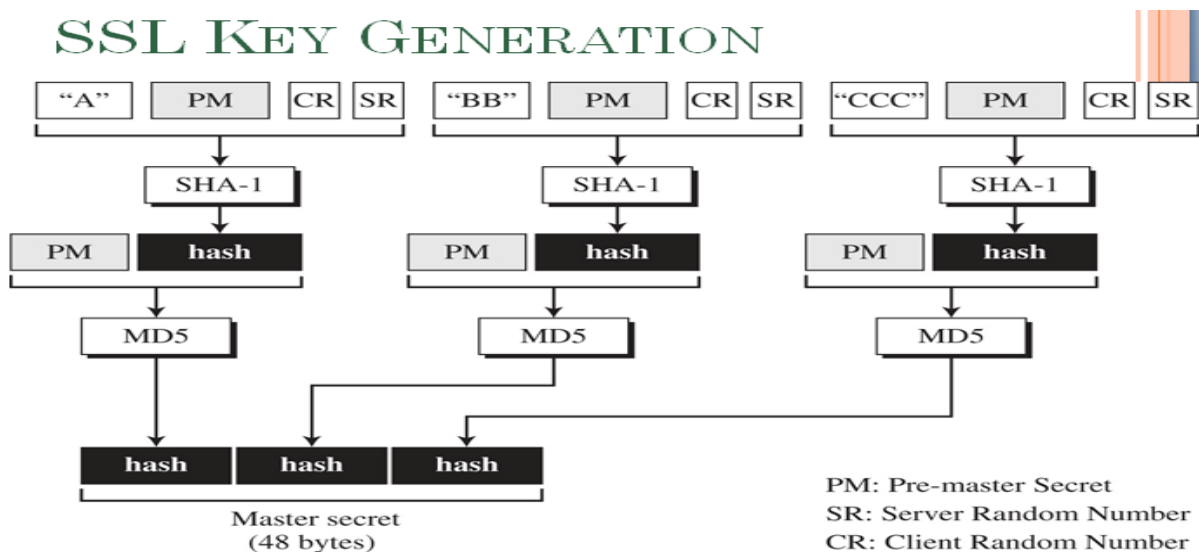 SSL KEY GENERATION
“A” PM CR SR “BB” PM CR SR “CCC” PM CR SR
SHA-1 SHA-1 SHA-1
PM hash PM hash PM hash
MD5 MD5 MD5
hash hash hash
Master secret
(48 bytes)
PM: Pre-master Secret
SR: Server Random Number
CR: Client Random Number